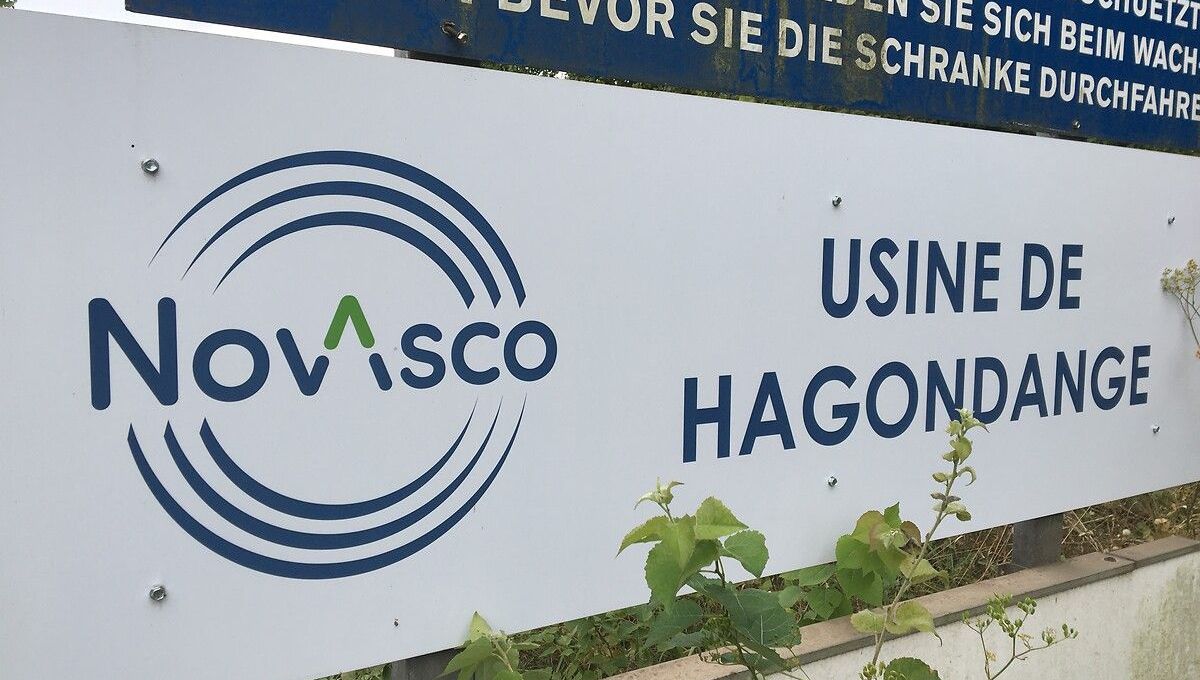 BEVOR SIE DIE SCHRANKE DURCHFAHRE
SIE SICH BEIM WACH-
NOVASCO
USINE DE
HAGONDANGE